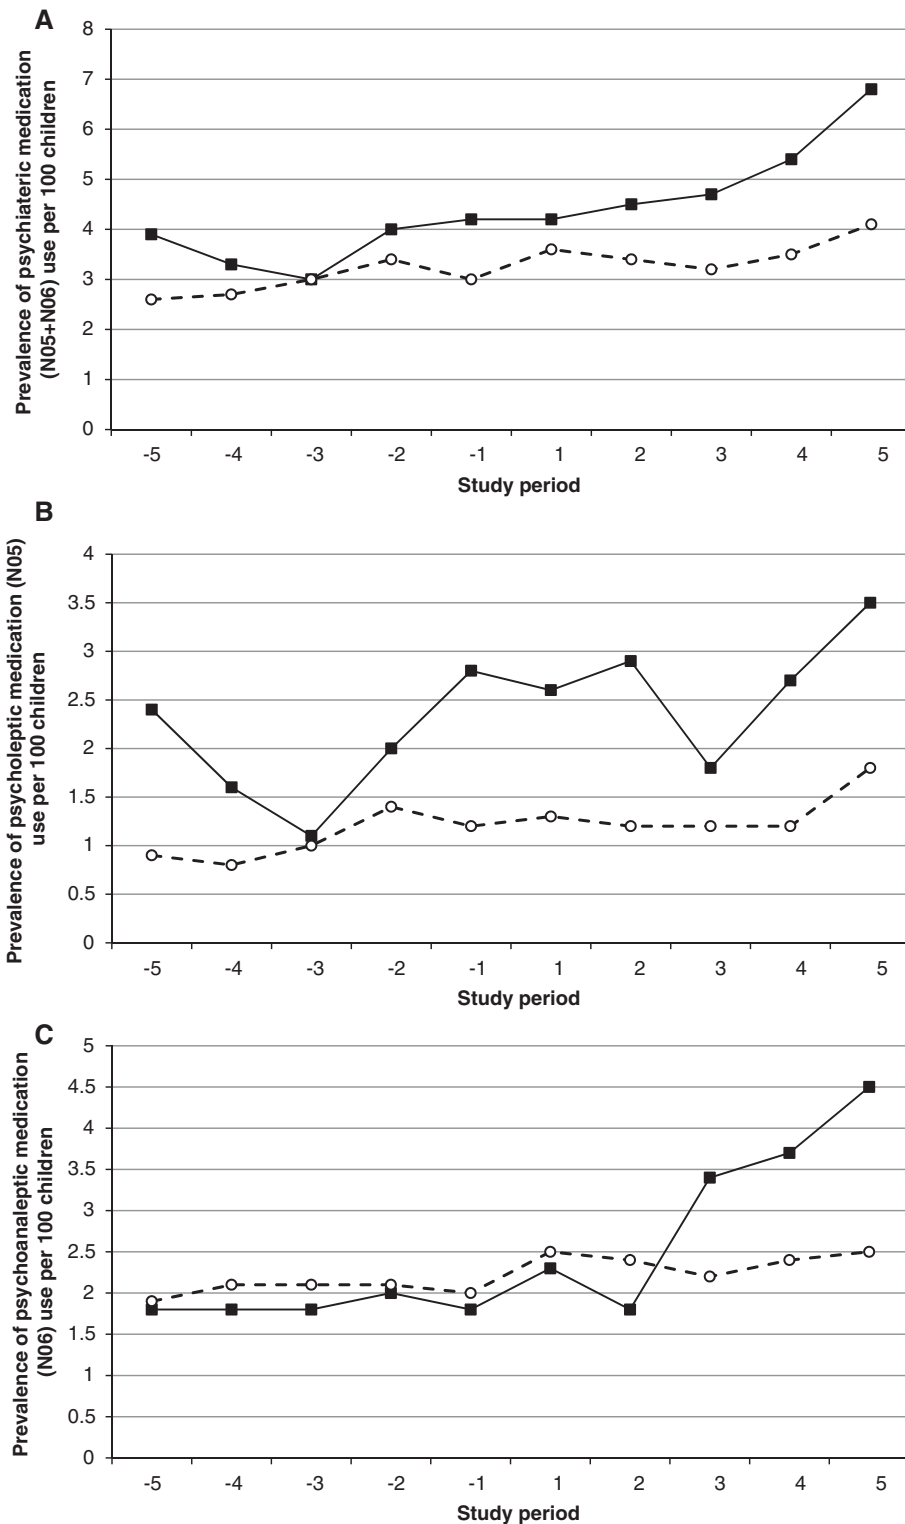 A
Prevalence of psychiateric medication
(N05+N06) use per 100 children
8
7
6
5
4
3
2
1
0
-5 -4 -3 -2 -1 1 2 3 4 5
Study period
B
Prevalence of psycholeptic medication (N05)
use per 100 children
4
3.5
3
2.5
2
1.5
1
0.5
0
-5 -4 -3 -2 -1 1 2 3 4 5
Study period
C
Prevalence of psychoanaleptic medication
(N06) use per 100 children
5
4.5
4
3.5
3
2.5
2
1.5
1
0.5
0
-5 -4 -3 -2 -1 1 2 3 4 5
Study period